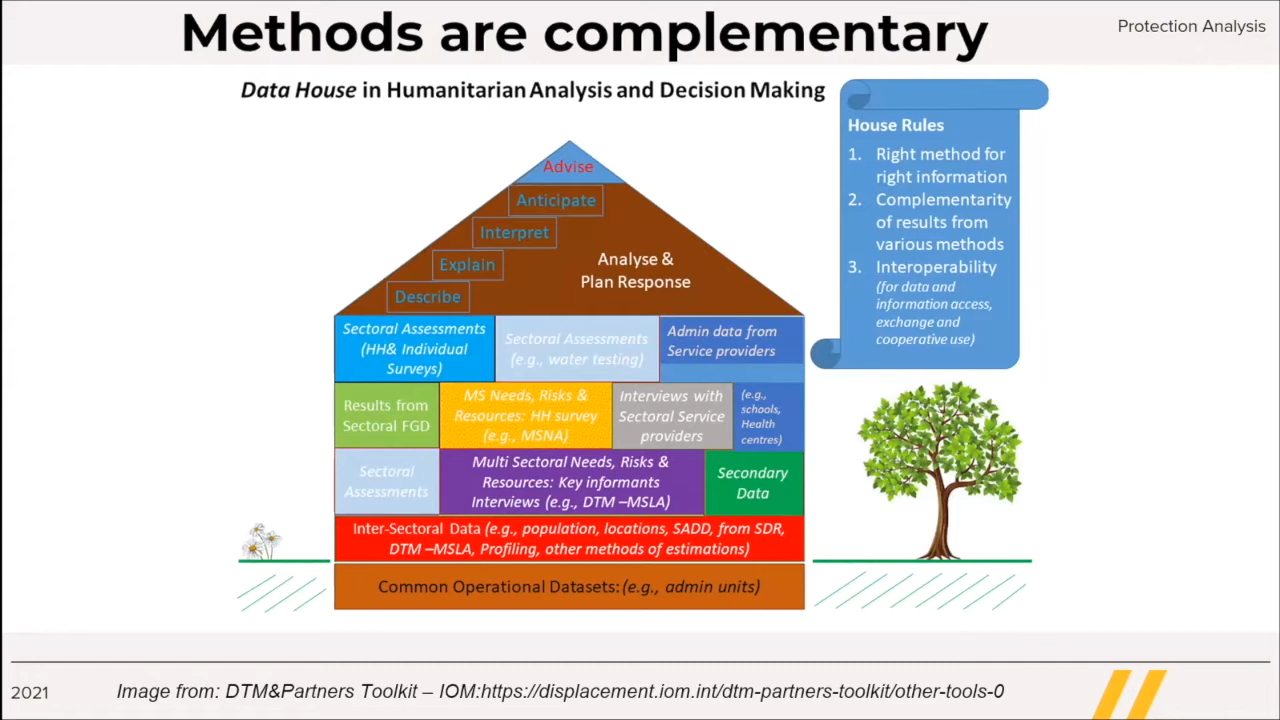 Methods are complementary
Protection Analysis
Data House in Humanitarian Analysis and Decision Making
House Rules
1. Right method for
right information
2. Complementarity
of results from
various methods
3. Interoperability
(for data and
information access,
exchange and
cooperative use)
Advise
Anticipate
Interpret
Explain
Describe
Analyse &
Plan Response
Sectoral Assessments
(HH& Individual
Surveys)
Sectoral Assessments
(e.g., water testing)
Admin data from
Service providers
Results from
Sectoral FGD
MS Needs, Risks &
Resources: HH survey
(e.g., MSNA)
Interviews with
Sectoral Service
providers
(e.g.,
schools,
Health
centres)
Sectoral
Assessments
Multi Sectoral Needs, Risks &
Resources: Key informants
Interviews (e.g., DTM –MSLA)
Secondary
Data
Inter-Sectoral Data (e.g., population, locations, SADD, from SDR,
DTM –MSLA, Profiling, other methods of estimations)
Common Operational Datasets: (e.g., admin units)
2021
Image from: DTM&Partners Toolkit – IOM:https://displacement.iom.int/dtm-partners-toolkit/other-tools-0